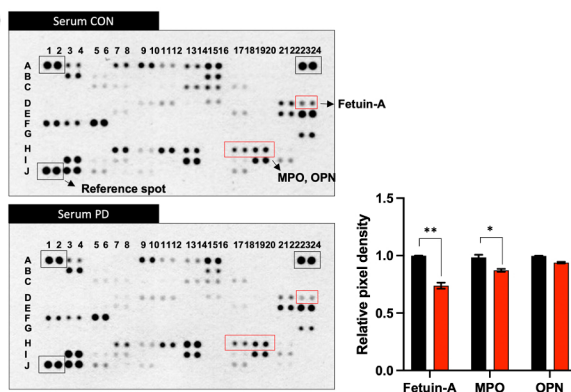 Serum CON
1 2 3 4 5 6 7 8 9 10 11 12 13 14 15 16 17 18 19 20 21 22 23 24
A
B
C
D
E
F
G
H
I
J
Fetuin-A
MPO, OPN
Reference spot
Serum PD
1 2 3 4 5 6 7 8 9 10 11 12 13 14 15 16 17 18 19 20 21 22 23 24
A
B
C
D
E
F
G
H
I
J
Relative pixel density
1.5
1.0
0.5
0.0
**
*
Fetuin-A MPO OPN